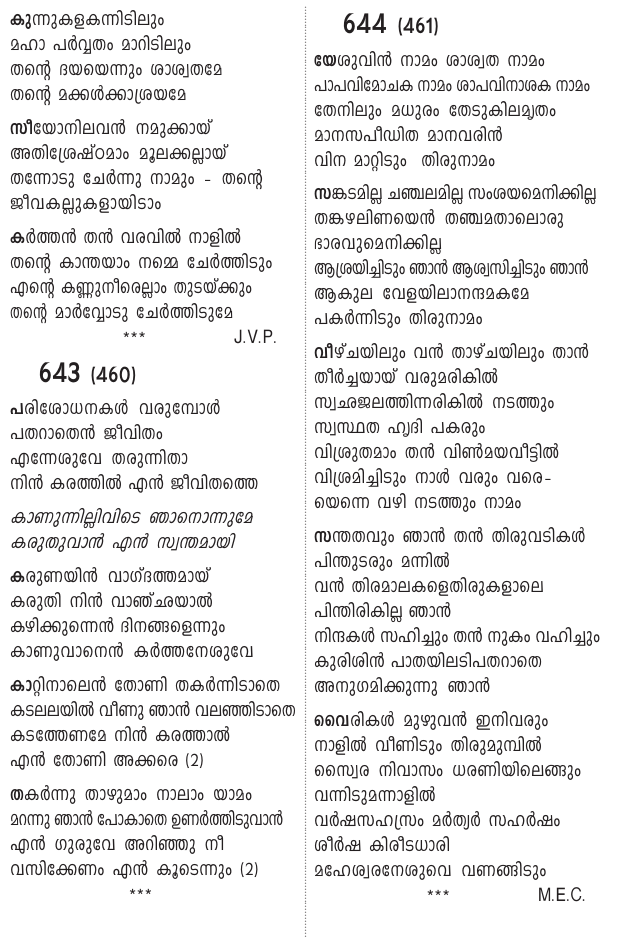 കുന്നുകളകന്നിടിലും
മഹാ പർവ്വതം മാറിടിലും
തന്റെ ദയയെന്നും ശാശ്വതമേ
തന്റെ മക്കൾക്കാശ്രയമേ
സീയോനിലവൻ നമുക്കായ്
അതിശ്രേഷ്ഠമാം മൂലക്കല്ലായ്
തന്നോടു ചേർന്നു നാമും - തന്റെ
ജീവകല്ലുകളായിടാം
കർത്തൻ തൻ വരവിൽ നാളിൽ
തന്റെ കാന്തയാം നമ്മെ ചേർത്തിടും
എന്റെ കണ്ണുനീരെല്ലാം തുടയ്ക്കും
തന്റെ മാർവ്വോടു ചേർത്തിടുമേ
*** J.V.P.
643 (460)
പരിശോധനകൾ വരുമ്പോൾ
പതറാതെൻ ജീവിതം
എന്നേശുവേ തരുന്നിതാ
നിൻ കരത്തിൽ എൻ ജീവിതത്തെ
കാണുന്നില്ലിവിടെ ഞാനൊന്നുമേ
കരുതുവാൻ എൻ സ്വന്തമായി
കരുണയിൻ വാഗ്ദത്തമായ്
കരുതി നിൻ വാഞ്ഛയാൽ
കഴിക്കുന്നെൻ ദിനങ്ങളെന്നും
കാണുവാനെൻ കർത്തനേശുവേ
കാറ്റിനാലെൻ തോണി തകർന്നിടാതെ
കടലലയിൽ വീണു ഞാൻ വലഞ്ഞിടാതെ
കടത്തേണമേ നിൻ കരത്താൽ
എൻ തോണി അക്കരെ (2)
തകർന്നു താഴുമാം നാലാം യാമം
മറന്നു ഞാൻ പോകാതെ ഉണർത്തിടുവാൻ
എൻ ഗുരുവേ അറിഞ്ഞു നീ
വസിക്കേണം എൻ കൂടെന്നും (2)
***
644 (461)
യേശുവിൻ നാമം ശാശ്വത നാമം
പാപവിമോചക നാമം ശാപവിനാശക നാമം
തേനിലും മധുരം തേടുകിലമൃതം
മാനസപീഡിത മാനവരിൻ
വിന മാറ്റിടും തിരുനാമം
സങ്കടമില്ല ചഞ്ചലമില്ല സംശയമെനിക്കില്ല
തങ്കഴലിണയെൻ തഞ്ചമതാലൊരു
ഭാരവുമെനിക്കില്ല
ആശ്രയിച്ചിടും ഞാൻ ആശ്വസിച്ചിടും ഞാൻ
ആകുല വേളയിലാനന്ദമകമേ
പകർന്നിടും തിരുനാമം
വീഴ്ചയിലും വൻ താഴ്ചയിലും താൻ
തീർച്ചയായ് വരുമരികിൽ
സ്വഛജലത്തിന്നരികിൽ നടത്തും
സ്വസ്ഥത ഹൃദി പകരും
വിശ്രുതമാം തൻ വിൺമയവീട്ടിൽ
വിശ്രമിച്ചിടും നാൾ വരും വരെ-
യെന്നെ വഴി നടത്തും നാമം
സന്തതവും ഞാൻ തൻ തിരുവടികൾ
പിന്തുടരും മന്നിൽ
വൻ തിരമാലകളെതിരുകളാലെ
പിന്തിരികില്ല ഞാൻ
നിന്ദകൾ സഹിച്ചും തൻ നുകം വഹിച്ചും
കുരിശിൻ പാതയിലടിപതറാതെ
അനുഗമിക്കുന്നു ഞാൻ
വൈരികൾ മുഴുവൻ ഇനിവരും
നാളിൽ വീണിടും തിരുമുമ്പിൽ
സ്വൈര നിവാസം ധരണിയിലെങ്ങും
വന്നിടുമന്നാളിൽ
വർഷസഹസ്രം മർത്വർ സഹർഷം
ശീർഷ കിരീടധാരി
മഹേശ്വരനേശുവെ വണങ്ങിടും
*** M.E.C.